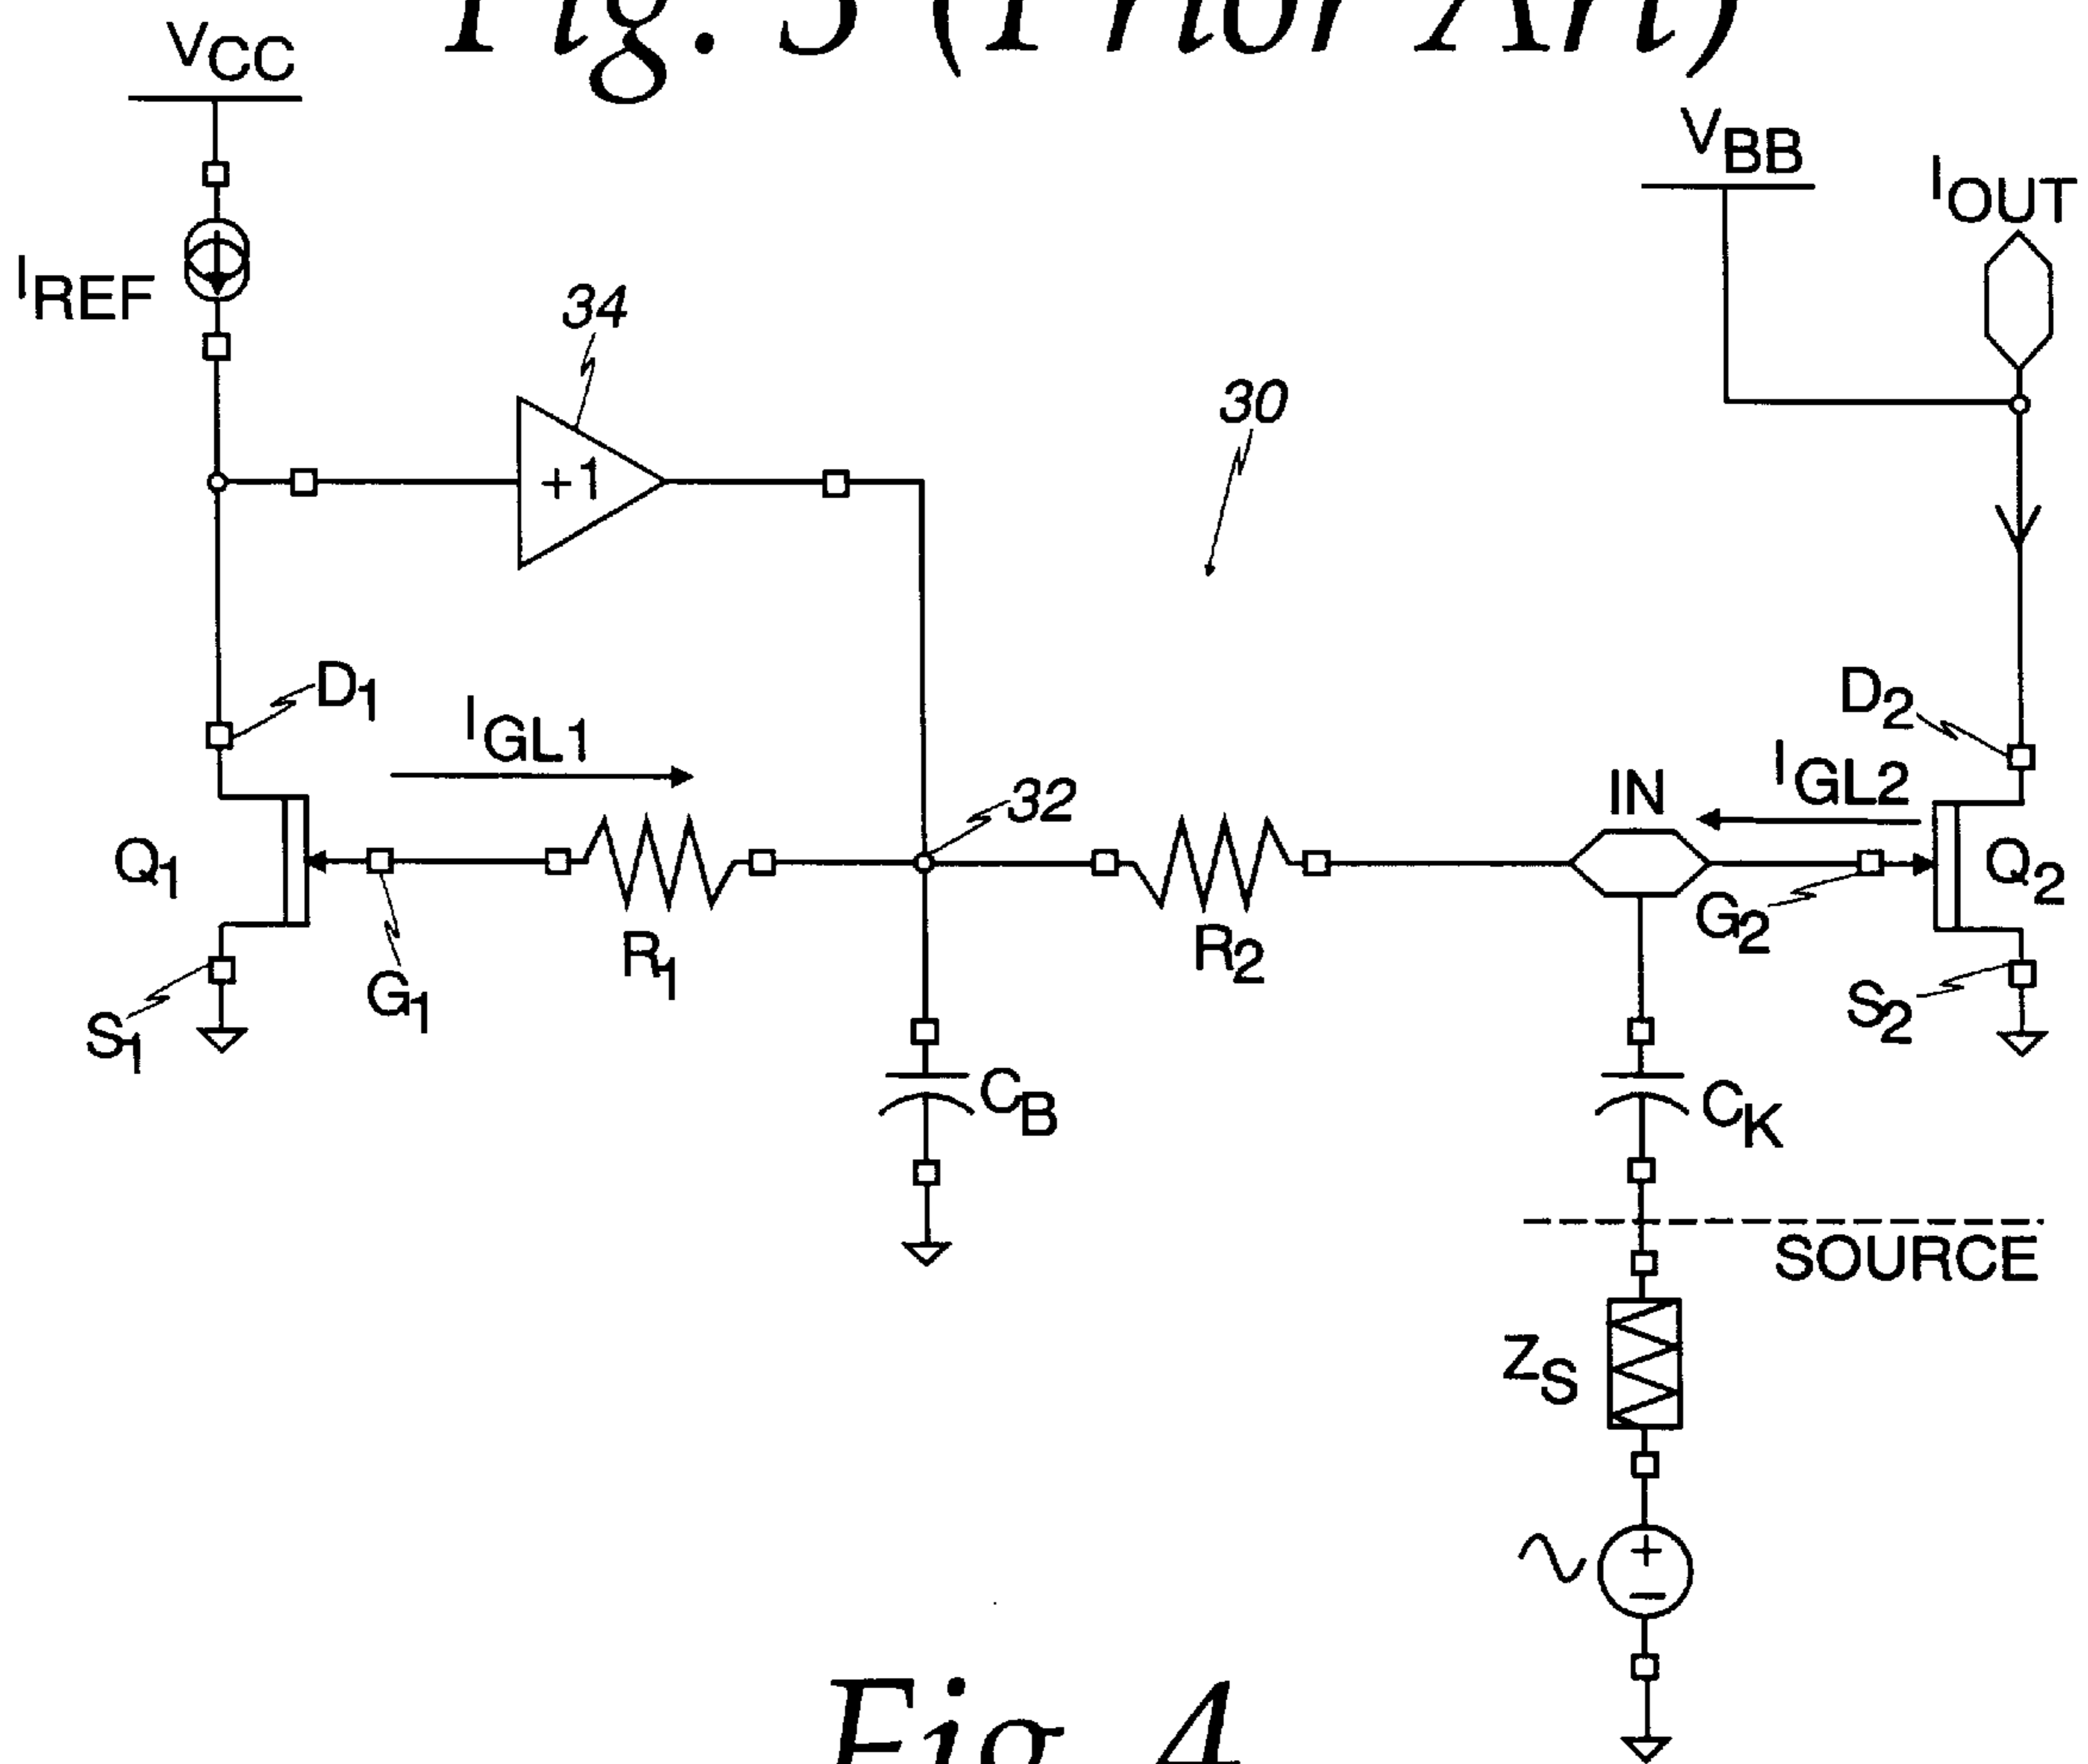 Fig. 3 (Prior Art)
VCC
VBB
IOUT
IREF
34
+1
30
D1
IGL1
32
D2
IN
IGL2
Q1
Q2
G1
R1
R2
G2
S1
S2
CB
CK
SOURCE
ZS
+
−
Fig. 4